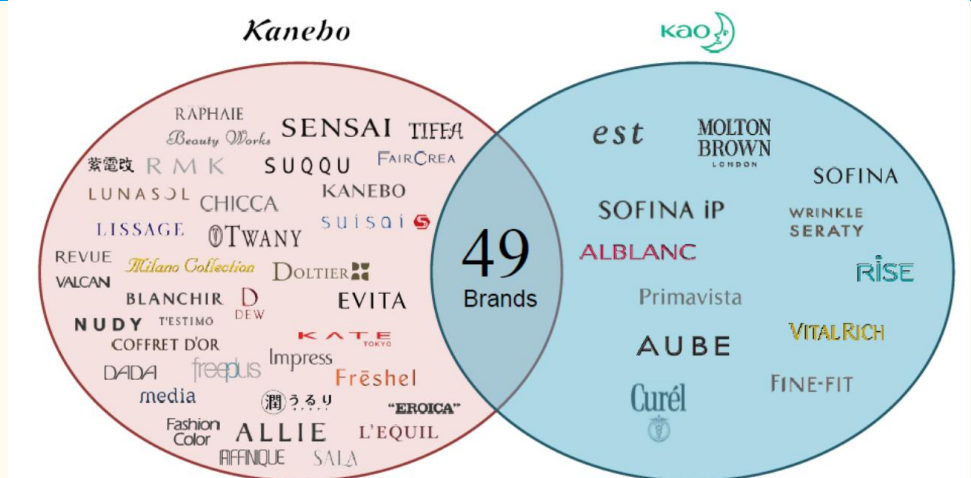 Kanebo
Kao
RAPHAIE
Beauty Works
SENSAI
TIFFA
紫電改
RMK
SUQQU
FAIRCREA
LUNASOL
CHICCA
KANEBO
LISSAGE
TWANY
suisai
REVUE
Milano Collection
DOLTIER
VALCAN
BLANCHIR
D
DEW
EVITA
NUDY
T'ESTIMO
KATE
TOKYO
COFFRET D'OR
Impress
DADA
freeplus
Frēshel
media
潤うるり
"EROICA"
Fashion
Color
ALLIE
L'EQUIL
AFFINIQUE
SALA
49
Brands
est
MOLTON
BROWN
LONDON
SOFINA
SOFINA iP
WRINKLE
SERATY
ALBLANC
RISE
Primavista
AUBE
VITALRICH
Curél
FINE-FIT